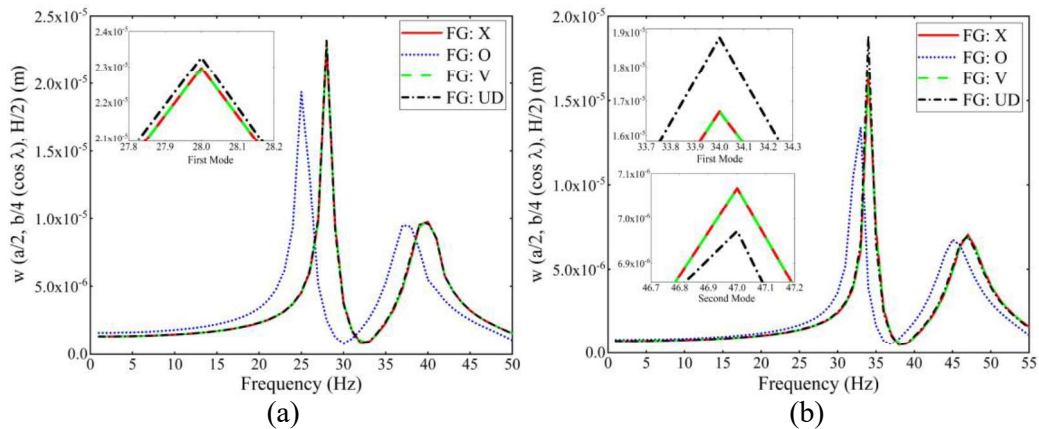 2.5x10⁻⁵
2.0x10⁻⁵
1.5x10⁻⁵
1.0x10⁻⁵
5.0x10⁻⁶
0.0
w (a/2, b/4 (cos λ), H/2) (m)
2.4x10⁻⁵
2.3x10⁻⁵
2.2x10⁻⁵
2.1x10⁻⁵
27.8 27.9 28.0 28.1 28.2
First Mode
FG: X
FG: O
FG: V
FG: UD
0 5 10 15 20 25 30 35 40 45 50
Frequency (Hz)
(a)
2.0x10⁻⁵
1.5x10⁻⁵
1.0x10⁻⁵
5.0x10⁻⁶
0.0
w (a/2, b/4 (cos λ), H/2) (m)
1.9x10⁻⁵
1.8x10⁻⁵
1.7x10⁻⁵
1.6x10⁻⁵
33.7 33.8 33.9 34.0 34.1 34.2 34.3
First Mode
7.1x10⁻⁶
7.0x10⁻⁶
6.9x10⁻⁶
46.7 46.8 46.9 47.0 47.1 47.2
Second Mode
FG: X
FG: O
FG: V
FG: UD
0 5 10 15 20 25 30 35 40 45 50 55
Frequency (Hz)
(b)